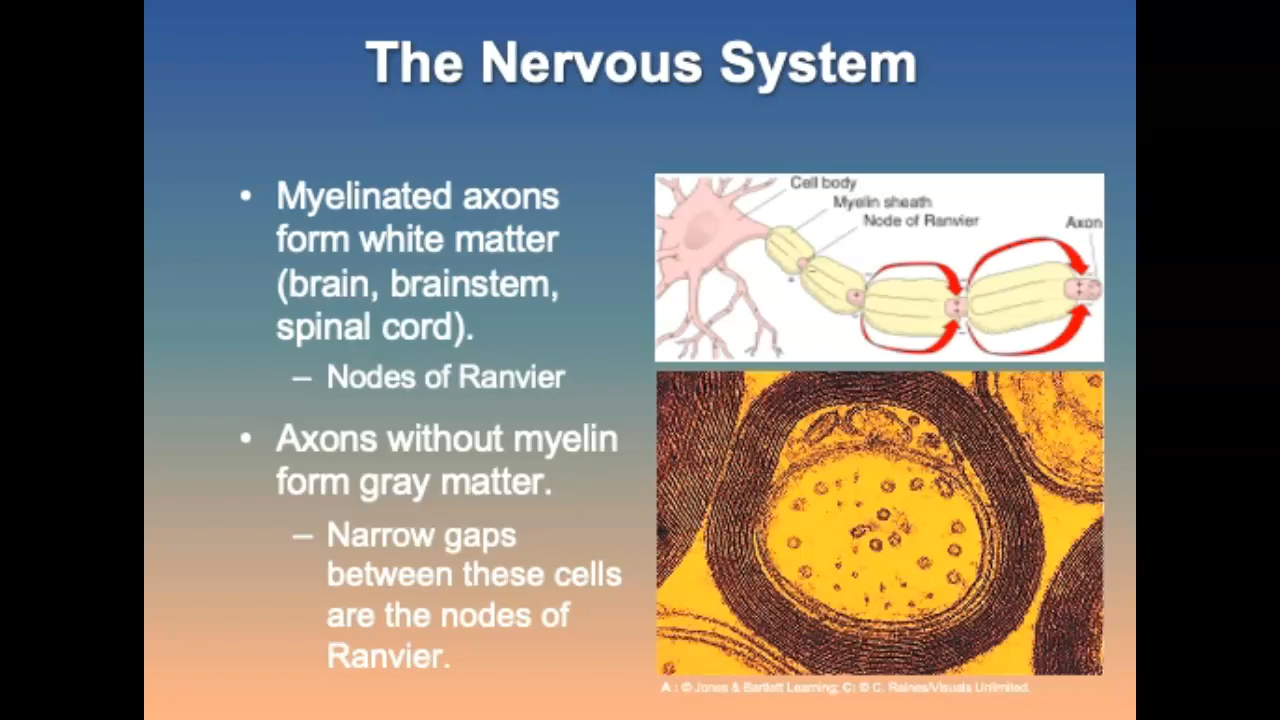 The Nervous System
• Myelinated axons
form white matter
(brain, brainstem,
spinal cord).
– Nodes of Ranvier
• Axons without myelin
form gray matter.
– Narrow gaps
between these cells
are the nodes of
Ranvier.
Cell body
Myelin sheath
Node of Ranvier
Axon
A : © Jones & Bartlett Learning; C: © C. Raines/Visuals Unlimited.